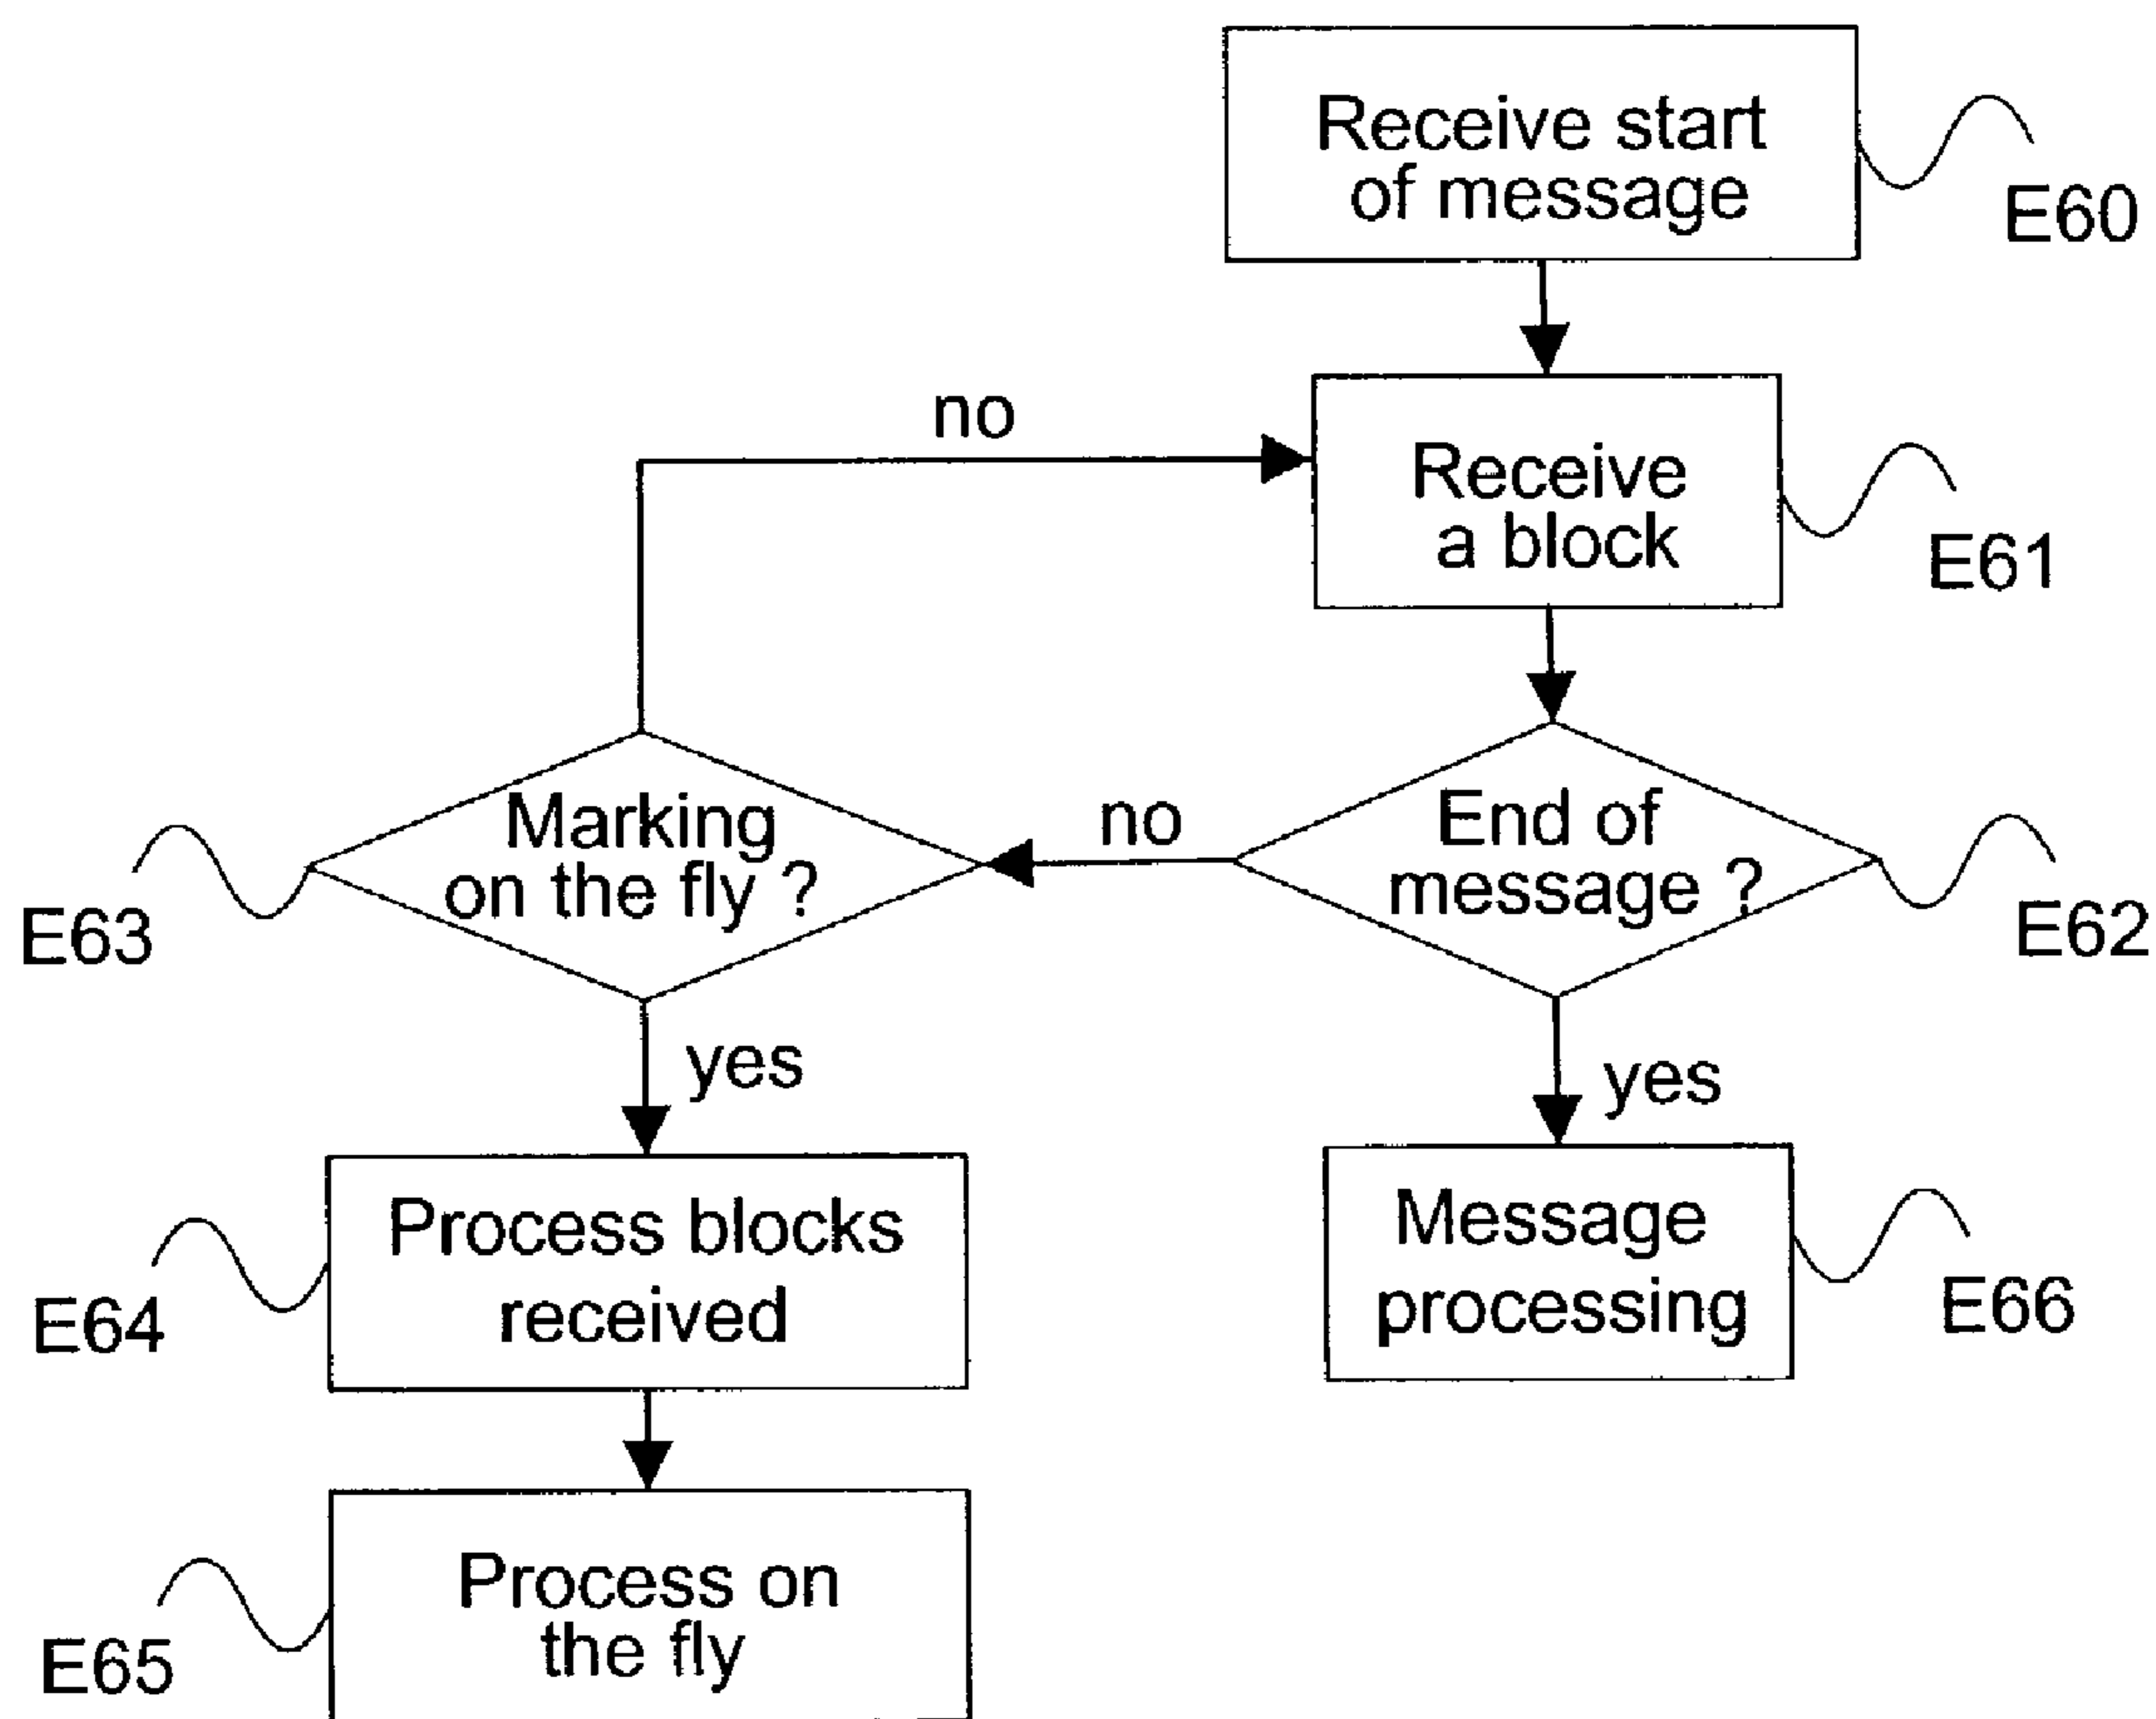 Receive start
of message
E60
no
Receive
a block
E61
Marking
on the fly ?
E63
no
End of
message ?
E62
yes
yes
Process blocks
received
E64
Message
processing
E66
Process on
the fly
E65